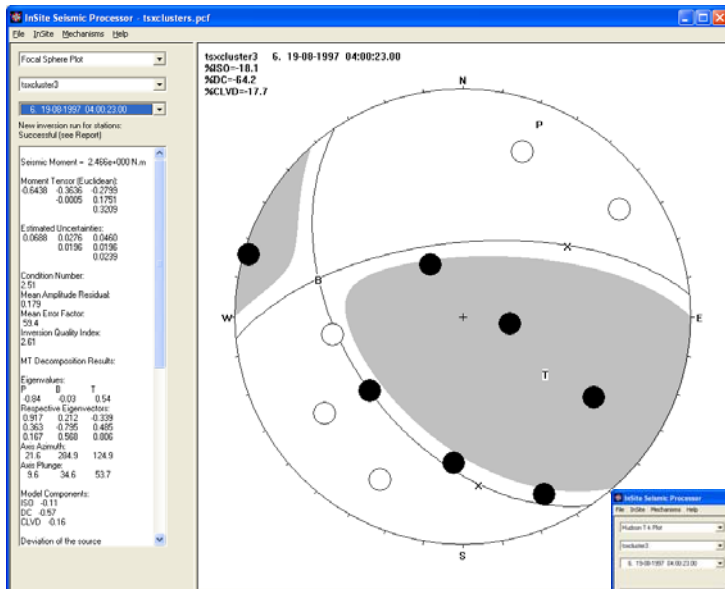 InSite Seismic Processor - tsxclusters.pcf
File InSite Mechanisms Help
Focal Sphere Plot
tsxcluster3
6. 19-08-1997 04:00:23.00
New inversion run for stations:
Successful (see Report)
Seismic Moment = 2.466e+000 N.m
Moment Tensor (Euclidean):
-0.6438 -0.3636 -0.2799
-0.0005 0.1751
0.3209
Estimated Uncertainties:
0.0688 0.0276 0.0460
0.0196 0.0196
0.0239
Condition Number:
2.51
Mean Amplitude Residual:
0.179
Mean Error Factor:
59.4
Inversion Quality Index:
2.61
MT Decomposition Results:
Eigenvalues:
P B T
-0.84 -0.03 0.54
Respective Eigenvectors:
0.917 0.212 -0.339
0.363 -0.795 0.485
0.167 0.568 0.806
Axis Azimuth:
21.6 284.9 124.9
Axis Plunge:
9.6 34.6 53.7
Model Components:
ISO -0.11
DC -0.57
CLVD -0.16
Deviation of the source
tsxcluster3 6. 19-08-1997 04:00:23.00
%ISO=-18.1
%DC=-64.2
%CLVD=-17.7
N
P
X
B
W
E
T
X
S
InSite Seismic Processor
File InSite Mechanisms Help
Hudson T-k Plot
tsxcluster3
6. 19-08-1997 04:00:23.00